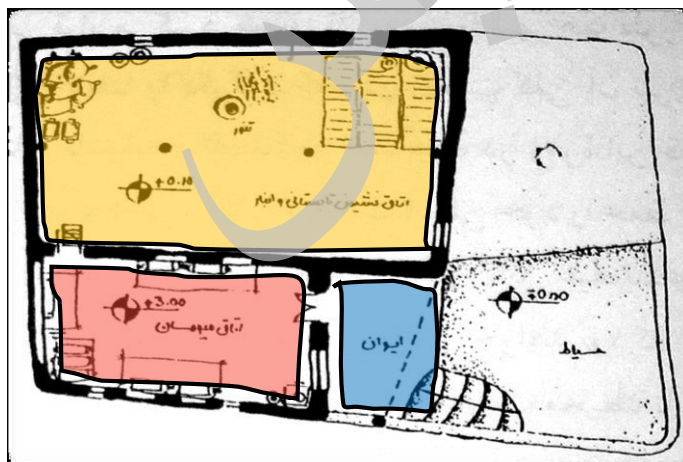 تنور
+0.10
اتاق نشیمن تابستانی و انبار
+3.00
اتاق میهمان
ایوان
±0.00
حیاط